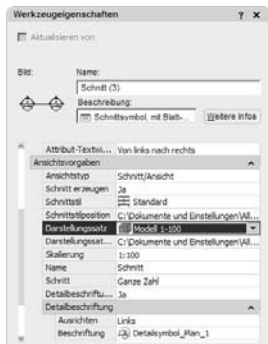 Werkzeugeigenschaften ? X
Aktualisieren von
Bild:
Name:
Schnitt (3)
Beschreibung:
Schnittsymbol, mit Blatt-...
Weitere Infos
Attribut-Textwi... Von links nach rechts
Ansichtsvorgaben
Ansichtstyp Schnitt/Ansicht
Schnitt erzeugen Ja
Schnittstil Standard
Schnittstilposition C:\Dokumente und Einstellungen\All...
Darstellungssatz Modell 1-100
Darstellungssat... C:\Dokumente und Einstellungen\All...
Skalierung 1:100
Name Schnitt
Schnitt Ganze Zahl
Detailbeschriftu... Ja
Detailbeschriftung
Ausrichten Links
Beschriftung Detailsymbol_Plan_1